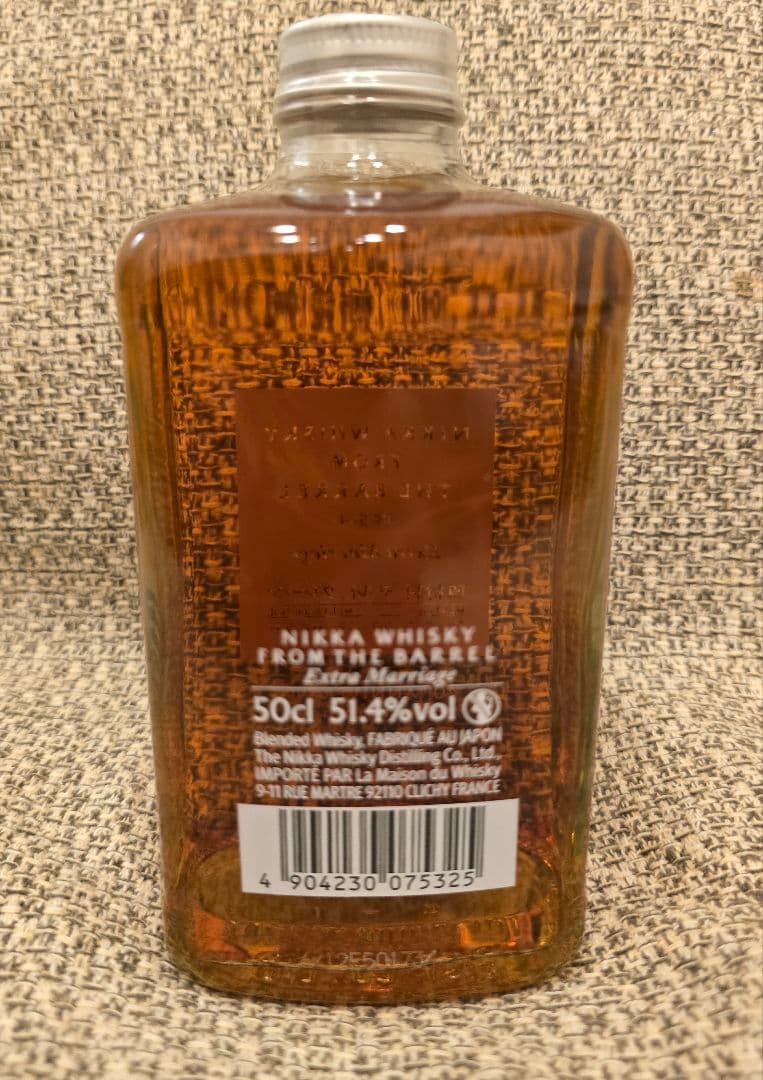 NIKKA WHISKY
FROM THE BARREL
Extra Marriage
50cl 51.4%vol
Blended Whisky, FABRIQUÉ AU JAPON
The Nikka Whisky Distilling Co., Ltd.
IMPORTÉ PAR La Maison du Whisky
9-11 RUE MARTRE 92110 CLICHY FRANCE
4 904230 075325